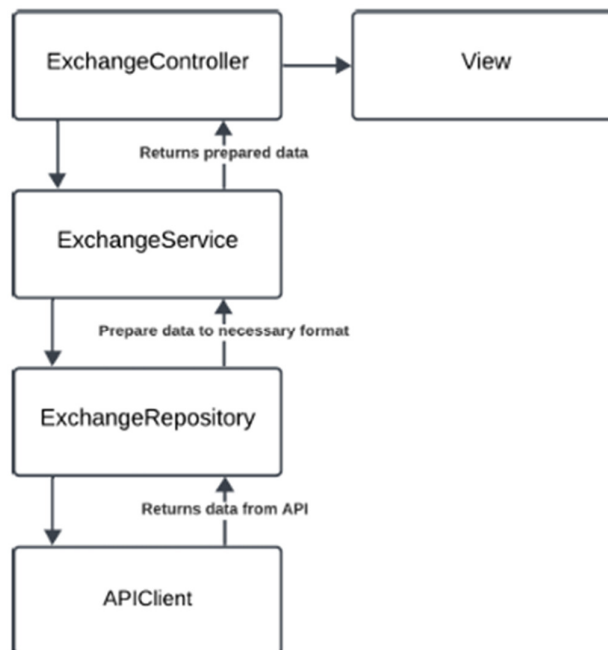 ExchangeController
View
Returns prepared data
ExchangeService
Prepare data to necessary format
ExchangeRepository
Returns data from API
APIClient